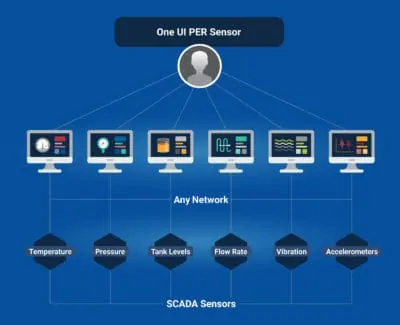 One UI PER Sensor
Any Network
Temperature
Pressure
Tank Levels
Flow Rate
Vibration
Accelerometers
SCADA Sensors